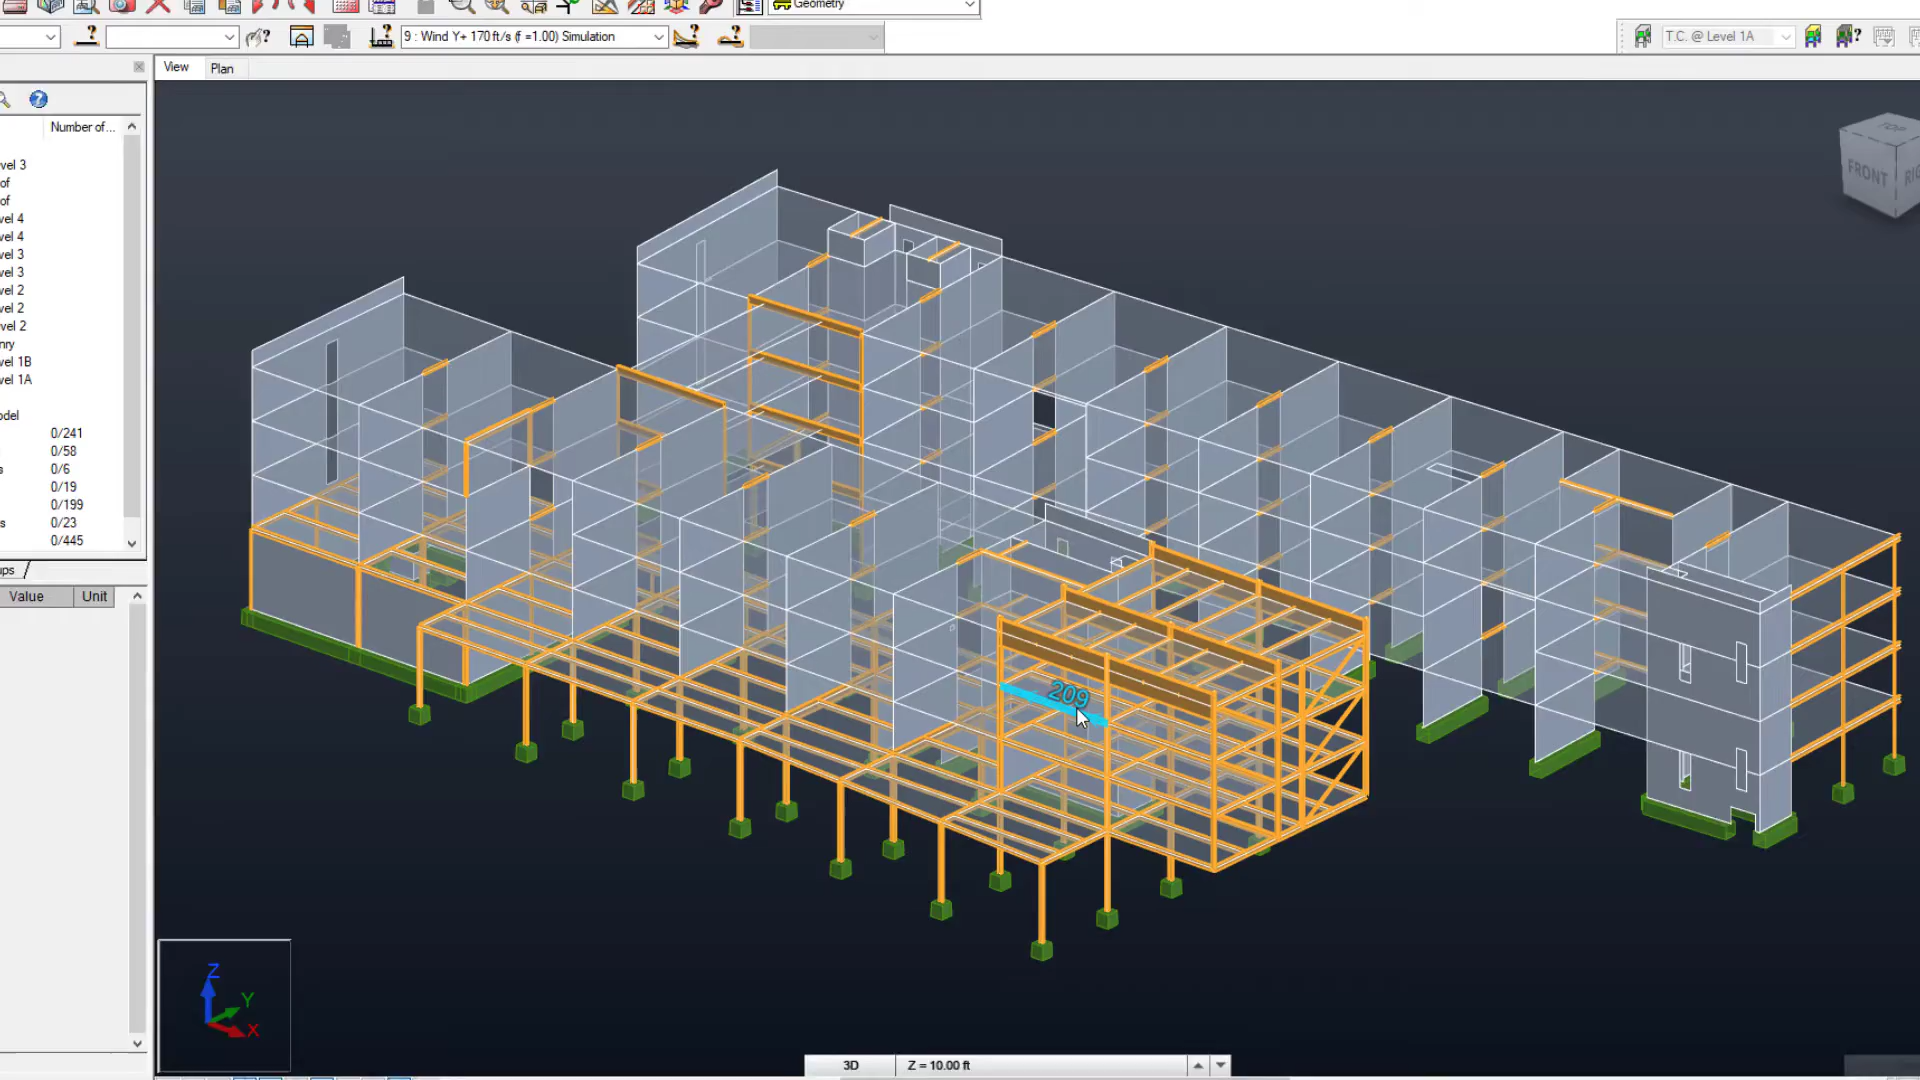 Geometry
9 : Wind Y+ 170 ft/s (f =1.00) Simulation
T.C. @ Level 1A
View
Plan
Number of...
vel 3
of
of
vel 4
vel 4
vel 3
vel 3
vel 2
vel 2
vel 2
nry
vel 1B
vel 1A
odel
0/241
0/58
s 0/6
0/19
0/199
s 0/23
0/445
ups
Value
Unit
TOP
FRONT
RIG
209
Z
Y
X
3D
Z = 10.00 ft